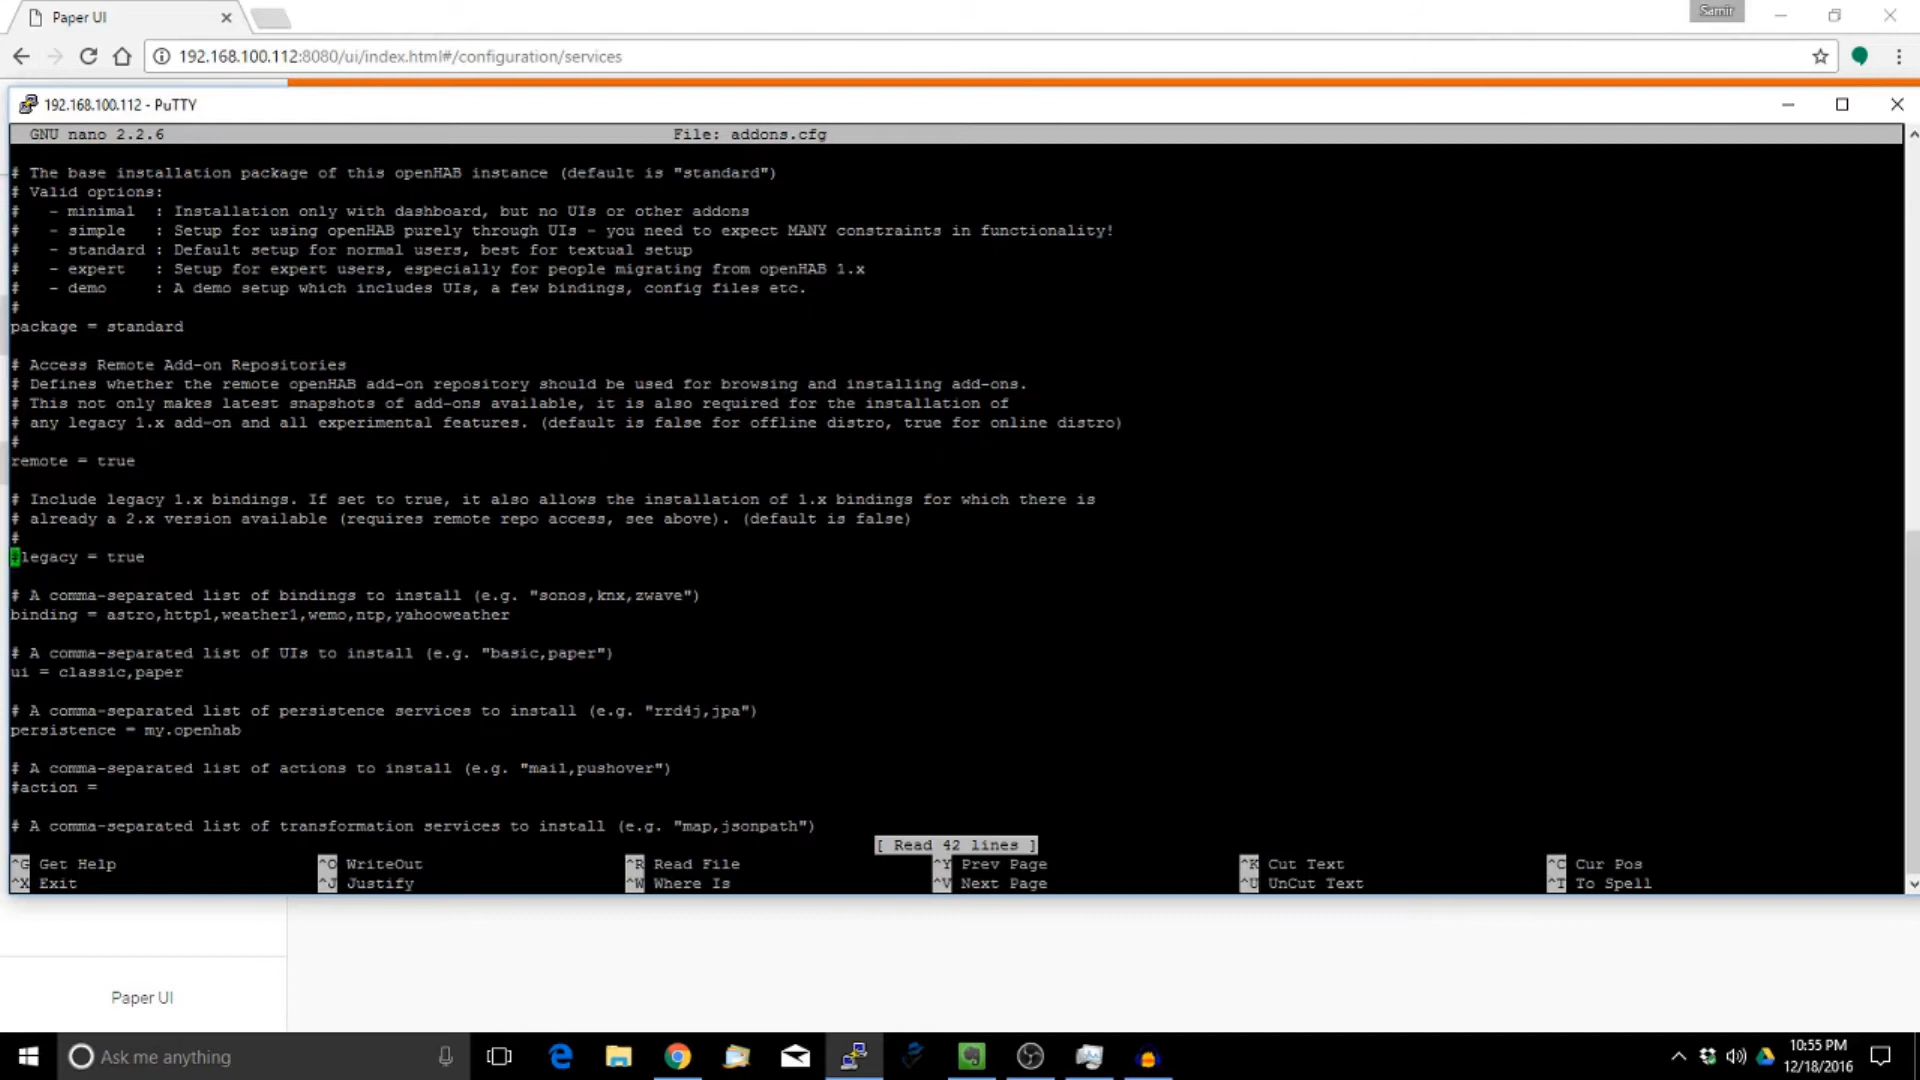 Paper UI
Samir
192.168.100.112:8080/ui/index.html#/configuration/services
192.168.100.112 - PuTTY
GNU nano 2.2.6 File: addons.cfg
# The base installation package of this openHAB instance (default is "standard")
# Valid options:
# - minimal : Installation only with dashboard, but no UIs or other addons
# - simple : Setup for using openHAB purely through UIs - you need to expect MANY constraints in functionality!
# - standard : Default setup for normal users, best for textual setup
# - expert : Setup for expert users, especially for people migrating from openHAB 1.x
# - demo : A demo setup which includes UIs, a few bindings, config files etc.
#
package = standard
# Access Remote Add-on Repositories
# Defines whether the remote openHAB add-on repository should be used for browsing and installing add-ons.
# This not only makes latest snapshots of add-ons available, it is also required for the installation of
# any legacy 1.x add-on and all experimental features. (default is false for offline distro, true for online distro)
#
remote = true
# Include legacy 1.x bindings. If set to true, it also allows the installation of 1.x bindings for which there is
# already a 2.x version available (requires remote repo access, see above). (default is false)
#
#legacy = true
# A comma-separated list of bindings to install (e.g. "sonos,knx,zwave")
binding = astro,http1,weather1,wemo,ntp,yahooweather
# A comma-separated list of UIs to install (e.g. "basic,paper")
ui = classic,paper
# A comma-separated list of persistence services to install (e.g. "rrd4j,jpa")
persistence = my.openhab
# A comma-separated list of actions to install (e.g. "mail,pushover")
#action =
# A comma-separated list of transformation services to install (e.g. "map,jsonpath")
[ Read 42 lines ]
^G Get Help ^O WriteOut ^R Read File ^Y Prev Page ^K Cut Text ^C Cur Pos
^X Exit ^J Justify ^W Where Is ^V Next Page ^U UnCut Text ^T To Spell
Paper UI
Ask me anything
10:55 PM
12/18/2016